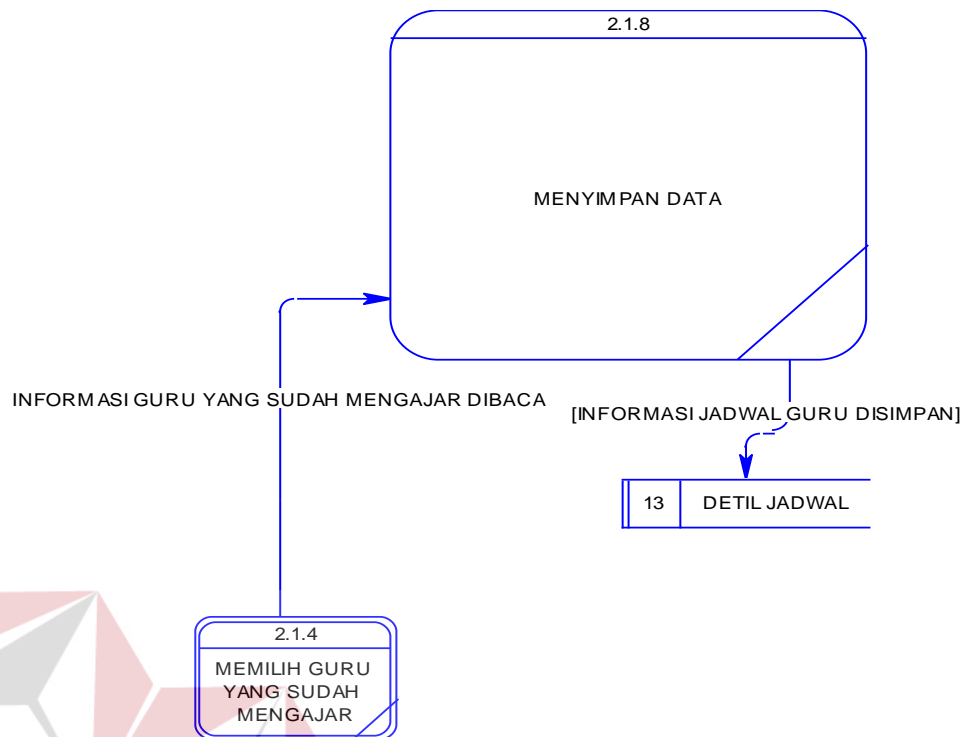 2.1.8
MENYIMPAN DATA
INFORMASI GURU YANG SUDAH MENGAJAR DIBACA
[INFORMASI JADWAL GURU DISIMPAN]
13 DETIL JADWAL
2.1.4
MEMILIH GURU
YANG SUDAH
MENGAJAR